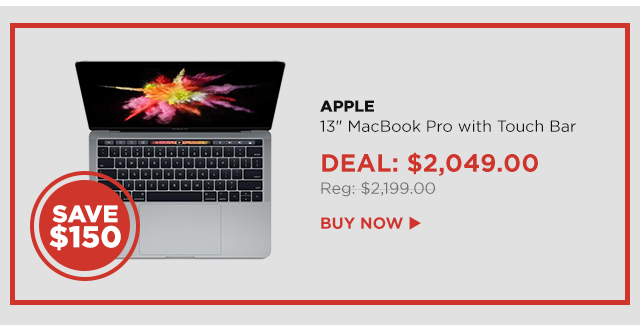 APPLE
13" MacBook Pro with Touch Bar
DEAL: $2,049.00
Reg: $2,199.00
BUY NOW ▶
SAVE
$150